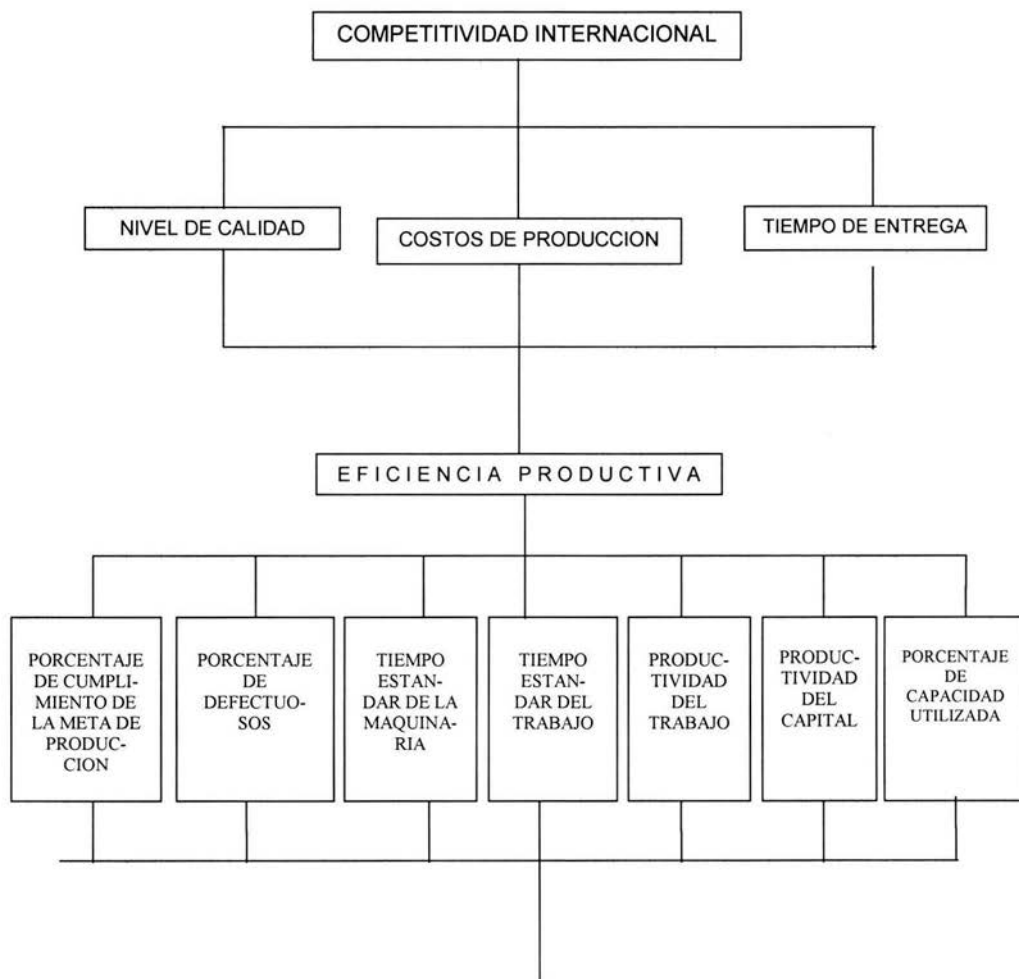 COMPETITIVIDAD INTERNACIONAL
NIVEL DE CALIDAD
COSTOS DE PRODUCCION
TIEMPO DE ENTREGA
EFICIENCIA PRODUCTIVA
PORCENTAJE
DE CUMPLI-
MIENTO DE
LA META DE
PRODUC-
CION
PORCENTAJE
DE
DEFECTUO-
SOS
TIEMPO
ESTAN-
DAR DE LA
MAQUINA-
RIA
TIEMPO
ESTAN-
DAR DEL
TRABAJO
PRODUC-
TIVIDAD
DEL
TRABAJO
PRODUC-
TIVIDAD
DEL
CAPITAL
PORCENTAJE
DE
CAPACIDAD
UTILIZADA